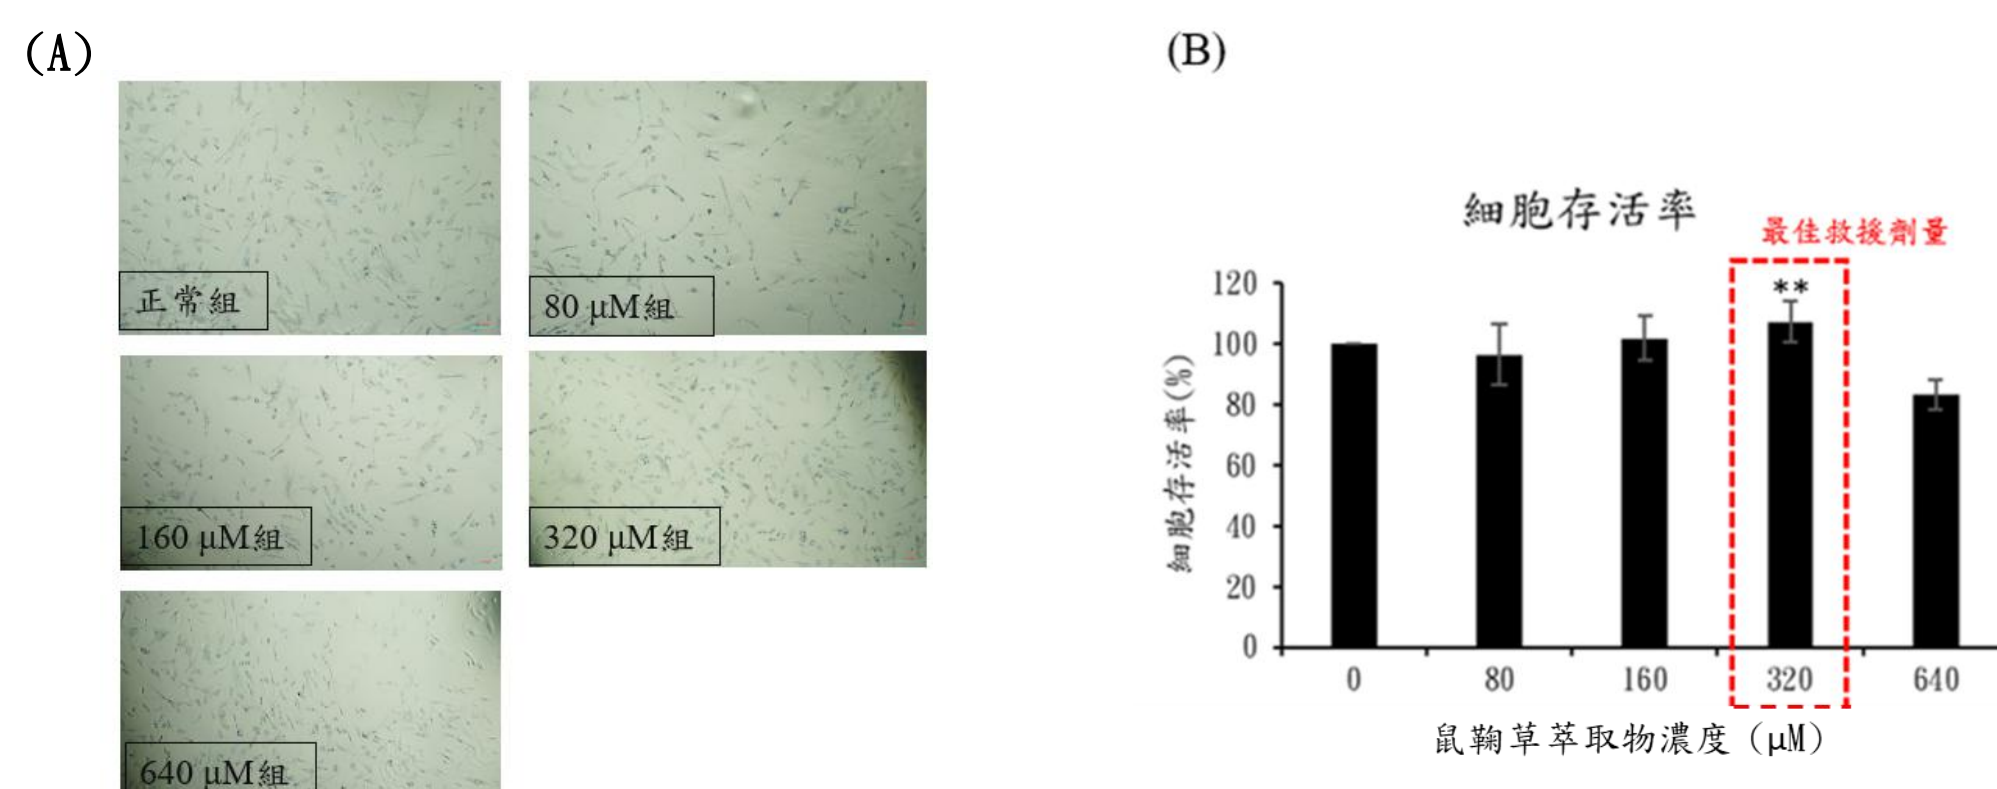 (A)
正常組
80 μM組
160 μM組
320 μM組
640 μM組
(B)
細胞存活率
最佳救援劑量
細胞存活率(%)
120
100
80
60
40
20
0
**
0 80 160 320 640
鼠鞠草萃取物濃度（μM）